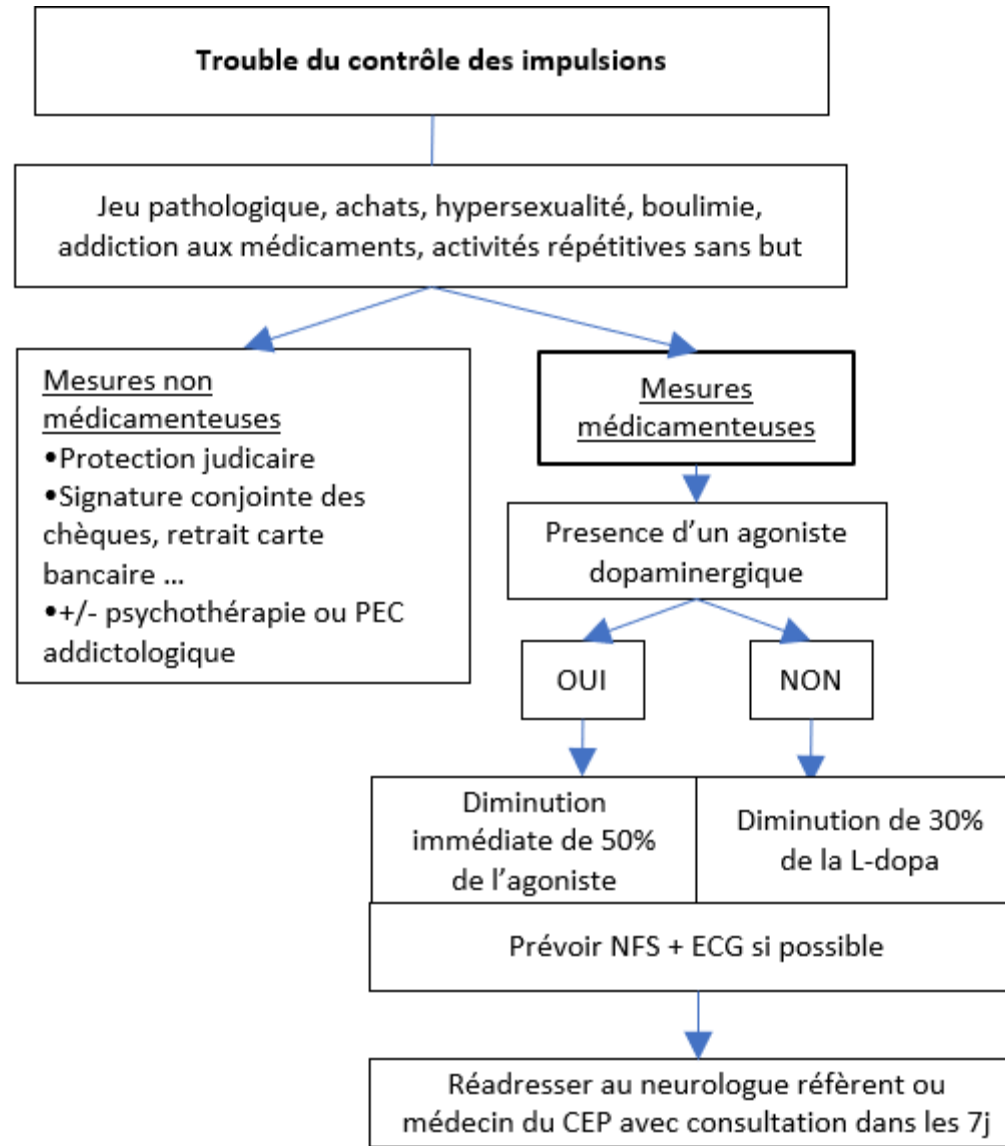 Trouble du contrôle des impulsions
Jeu pathologique, achats, hypersexualité, boulimie,
addiction aux médicaments, activités répétitives sans but
Mesures non
médicamenteuses
•Protection judicaire
•Signature conjointe des
chèques, retrait carte
bancaire ...
•+/- psychothérapie ou PEC
addictologique
Mesures
médicamenteuses
Presence d’un agoniste
dopaminergique
OUI
NON
Diminution
immédiate de 50%
de l’agoniste
Diminution de 30%
de la L-dopa
Prévoir NFS + ECG si possible
Réadresser au neurologue réfèrent ou
médecin du CEP avec consultation dans les 7j